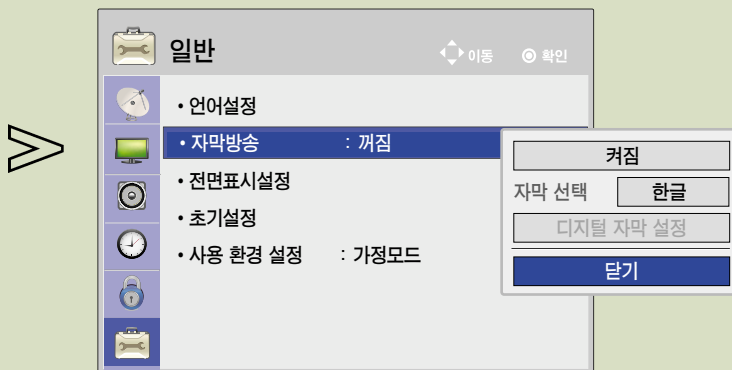 일반 이동 확인
• 언어설정
• 자막방송 : 꺼짐
• 전면표시설정
• 초기설정
• 사용 환경 설정 : 가정모드
켜짐
자막 선택 한글
디지털 자막 설정
닫기